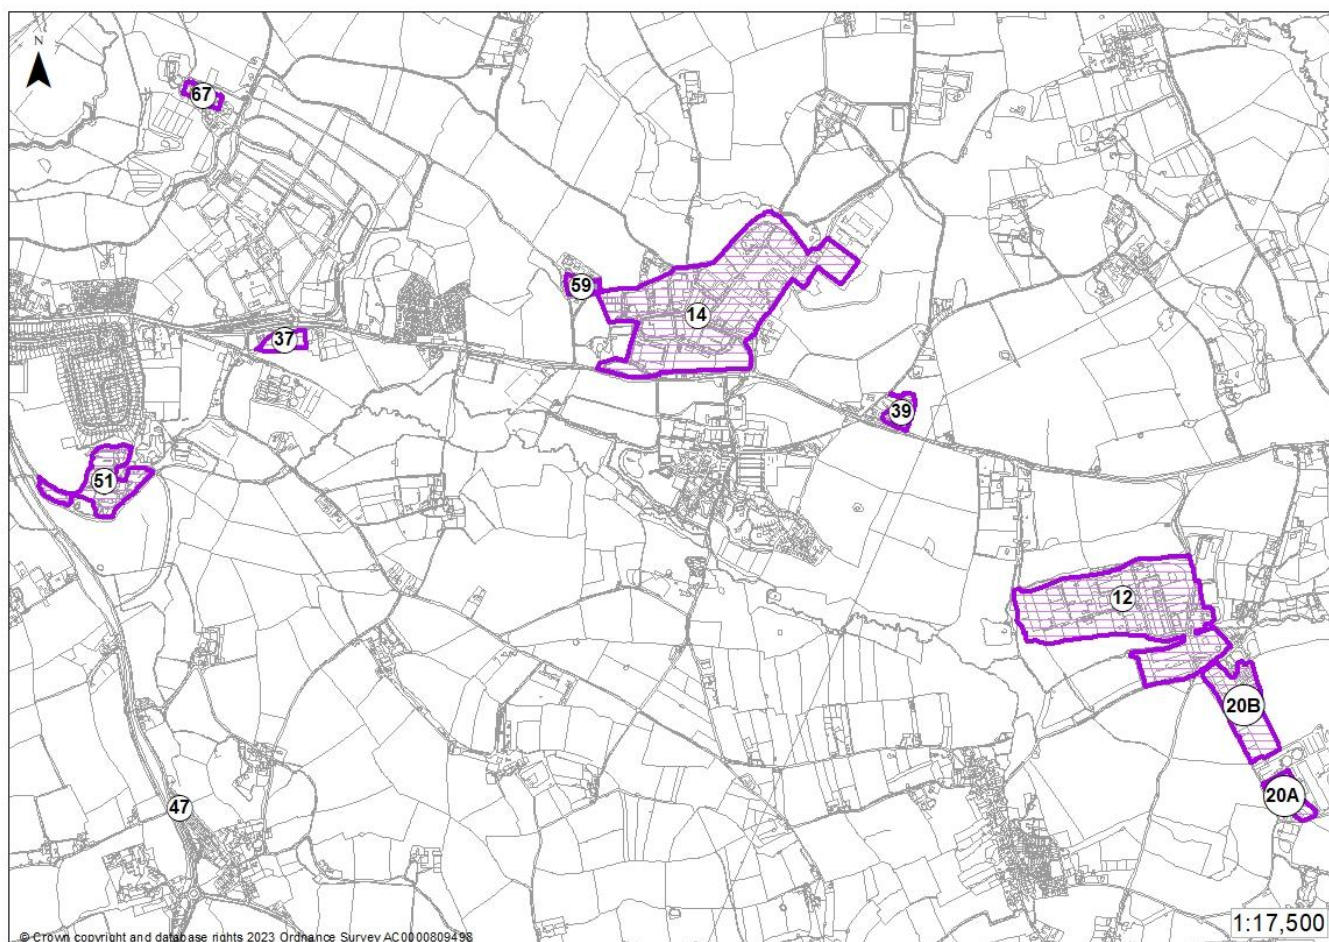 N
67
59
14
37
39
51
12
20B
20A
47
1:17,500
© Crown copyright and database rights 2023 Ordnance Survey AC0000809498